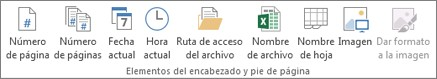 Número de página
Número de páginas
Fecha actual
Hora actual
Ruta de acceso del archivo
Nombre de archivo
Nombre de hoja
Imagen
Dar formato a la imagen
Elementos del encabezado y pie de página